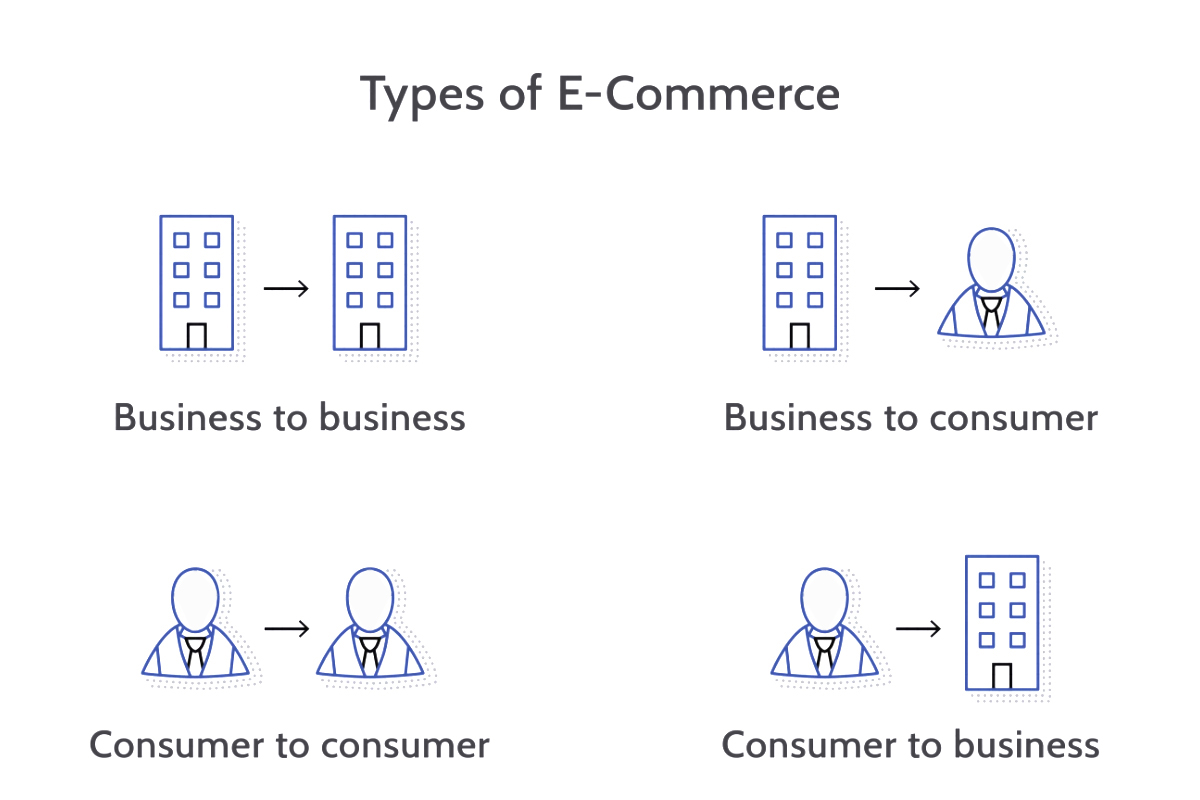 Types of E-Commerce
Business to business
Business to consumer
Consumer to consumer
Consumer to business